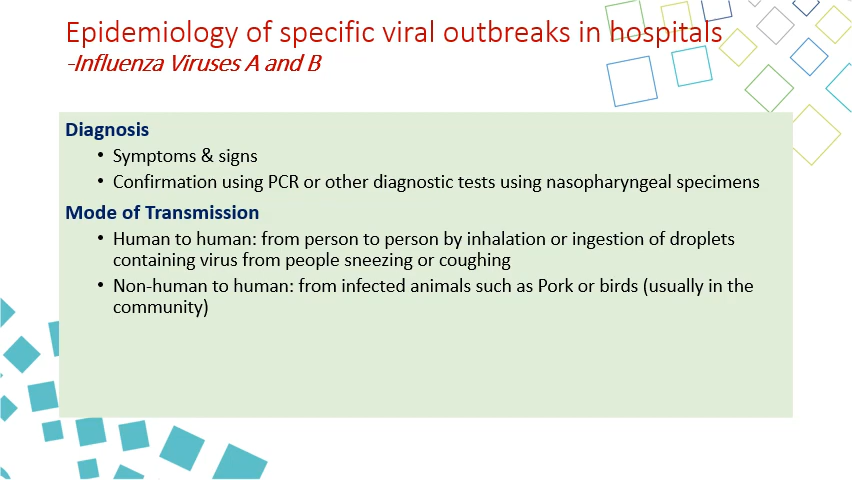 Epidemiology of specific viral outbreaks in hospitals
-Influenza Viruses A and B
Diagnosis
• Symptoms & signs
• Confirmation using PCR or other diagnostic tests using nasopharyngeal specimens
Mode of Transmission
• Human to human: from person to person by inhalation or ingestion of droplets
containing virus from people sneezing or coughing
• Non-human to human: from infected animals such as Pork or birds (usually in the
community)